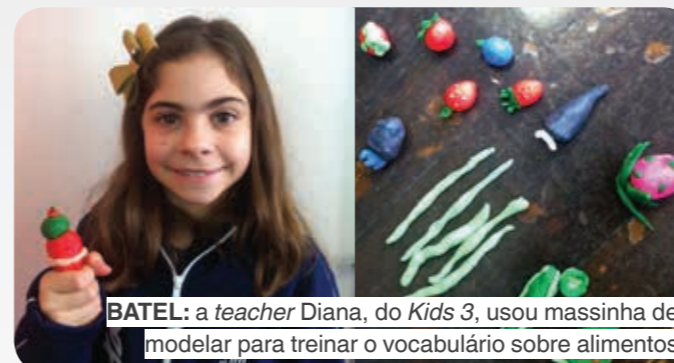 BATEL: a teacher Diana, do Kids 3, usou massinha de
modelar para treinar o vocabulário sobre alimentos